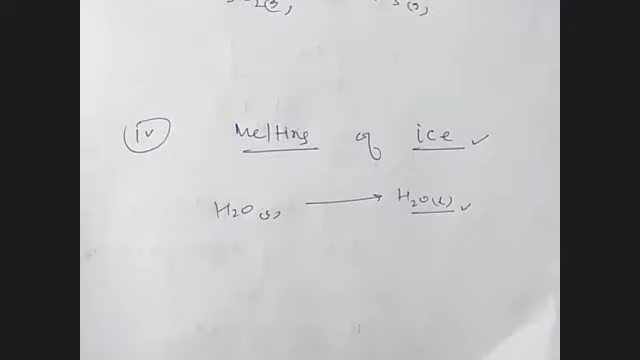 iv Melting of ice
H2O(s) → H2O(l)